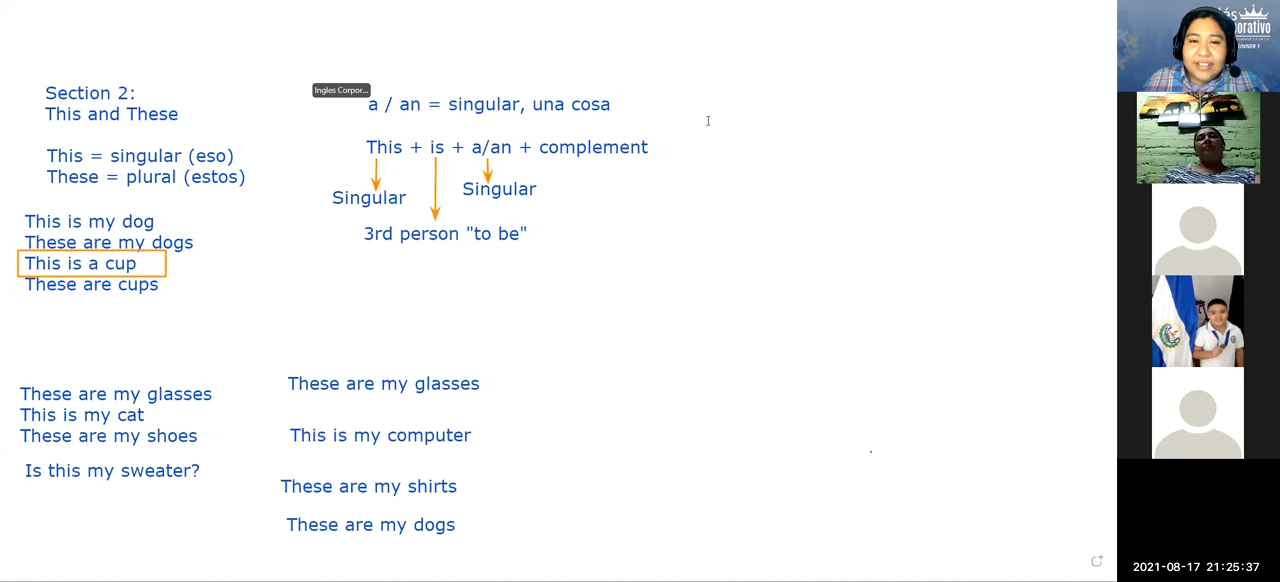 Section 2:
This and These
This = singular (eso)
These = plural (estos)
This is my dog
These are my dogs
This is a cup
These are cups
These are my glasses
This is my cat
These are my shoes
Is this my sweater?
Ingles Corpor...
a / an = singular, una cosa
This + is + a/an + complement
Singular
Singular
3rd person "to be"
These are my glasses
This is my computer
These are my shirts
These are my dogs
2021-08-17 21:25:37